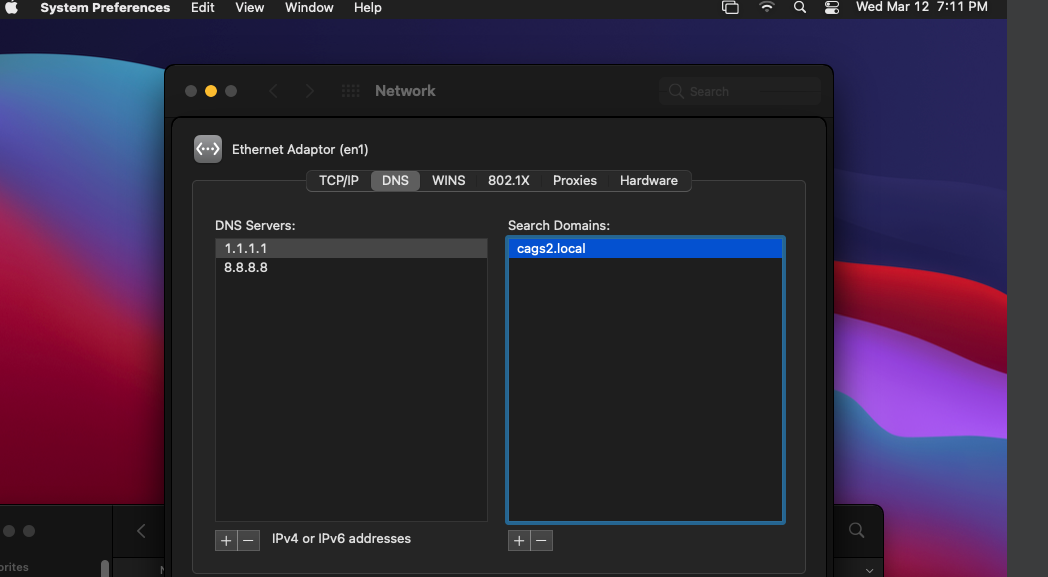 System Preferences Edit View Window Help Wed Mar 12 7:11 PM
Network Search
Ethernet Adaptor (en1)
TCP/IP DNS WINS 802.1X Proxies Hardware
DNS Servers: Search Domains:
1.1.1.1 cags2.local
8.8.8.8
+ − IPv4 or IPv6 addresses + −